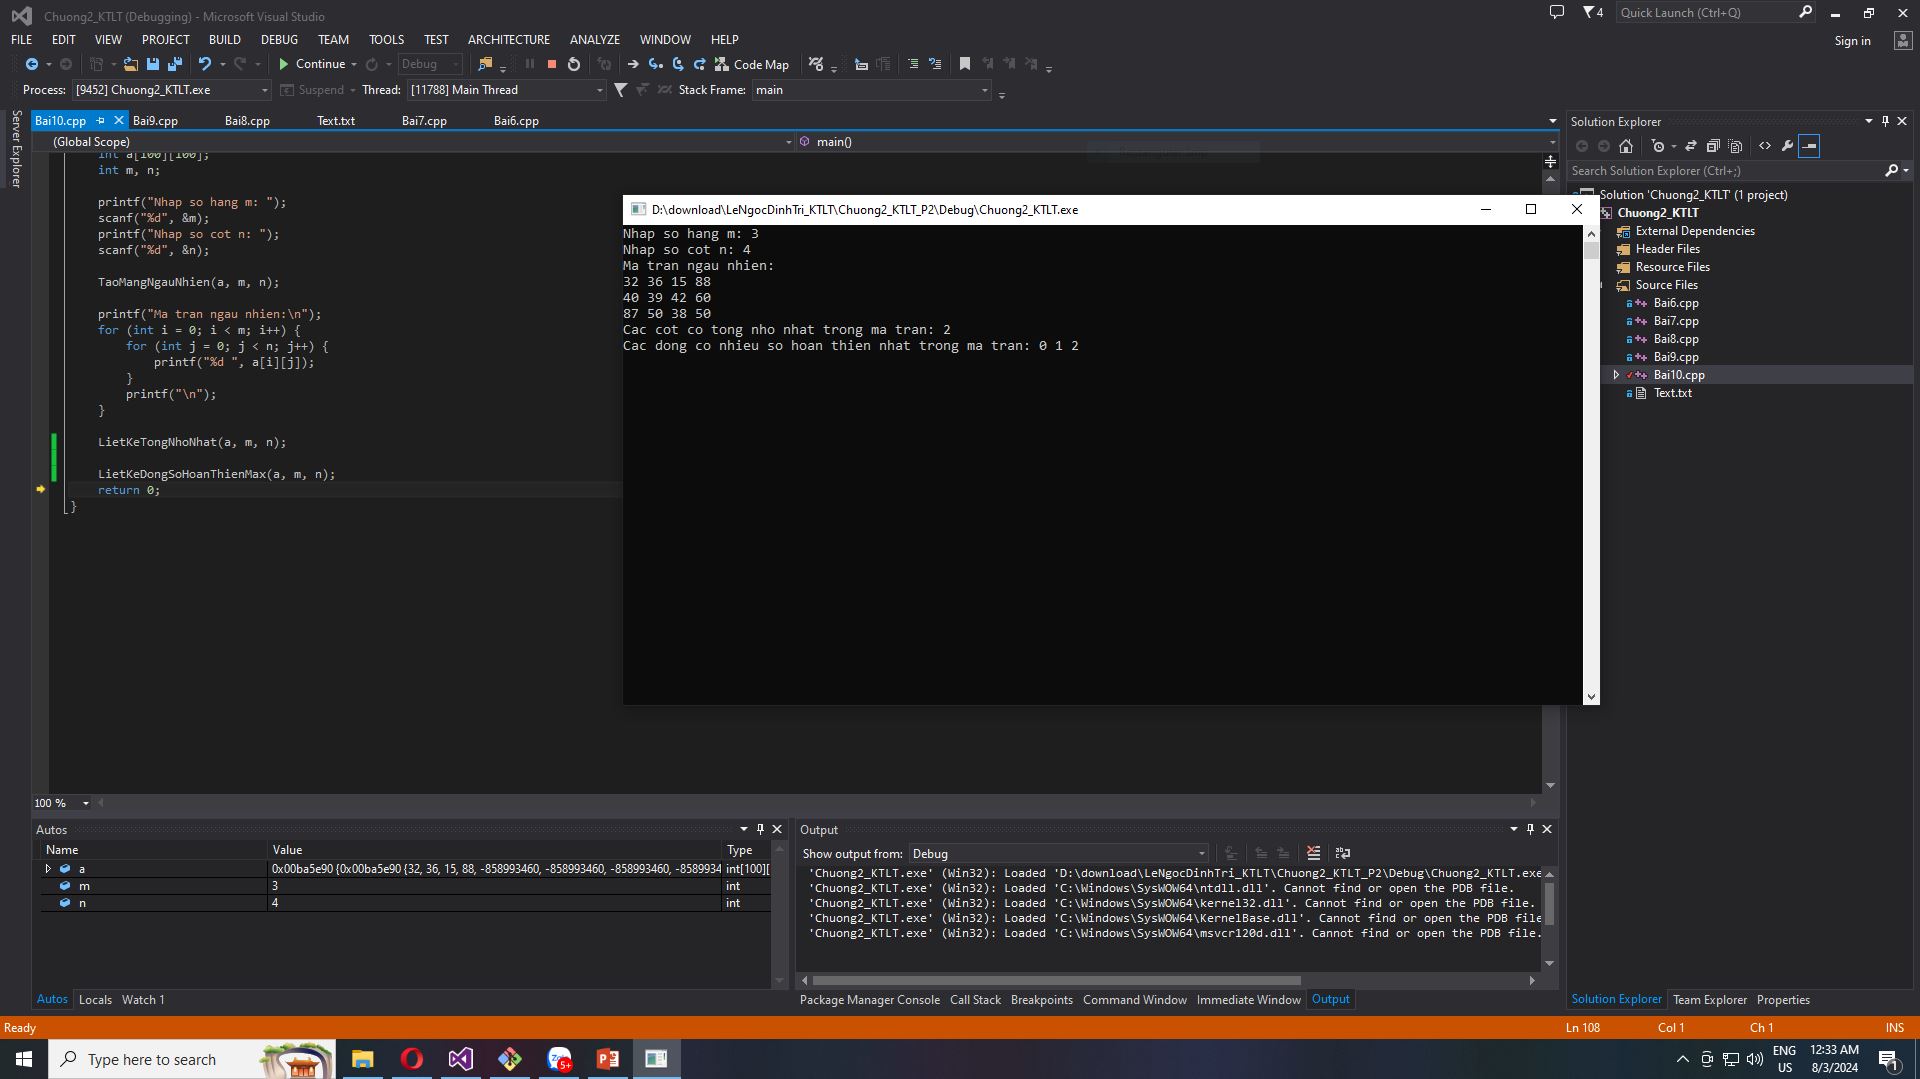 Chuong2_KTLT (Debugging) - Microsoft Visual Studio
4
Quick Launch (Ctrl+Q)
FILE EDIT VIEW PROJECT BUILD DEBUG TEAM TOOLS TEST ARCHITECTURE ANALYZE WINDOW HELP
Sign in
Continue Debug Code Map
Process: [9452] Chuong2_KTLT.exe Suspend Thread: [11788] Main Thread Stack Frame: main
Server Explorer
Bai10.cpp Bai9.cpp Bai8.cpp Text.txt Bai7.cpp Bai6.cpp
(Global Scope) main()
int a[100][100];
int m, n;
printf("Nhap so hang m: ");
scanf("%d", &m);
printf("Nhap so cot n: ");
scanf("%d", &n);
TaoMangNgauNhien(a, m, n);
printf("Ma tran ngau nhien:\n");
for (int i = 0; i < m; i++) {
for (int j = 0; j < n; j++) {
printf("%d ", a[i][j]);
}
printf("\n");
}
LietKeTongNhoNhat(a, m, n);
LietKeDongSoHoanThienMax(a, m, n);
return 0;
}
D:\download\LeNgocDinhTri_KTLT\Chuong2_KTLT_P2\Debug\Chuong2_KTLT.exe
Nhap so hang m: 3
Nhap so cot n: 4
Ma tran ngau nhien:
32 36 15 88
40 39 42 60
87 50 38 50
Cac cot co tong nho nhat trong ma tran: 2
Cac dong co nhieu so hoan thien nhat trong ma tran: 0 1 2
Solution Explorer
Search Solution Explorer (Ctrl+;)
Solution 'Chuong2_KTLT' (1 project)
Chuong2_KTLT
External Dependencies
Header Files
Resource Files
Source Files
Bai6.cpp
Bai7.cpp
Bai8.cpp
Bai9.cpp
Bai10.cpp
Text.txt
100 %
Autos
Name Value Type
a 0x00ba5e90 {0x00ba5e90 {32, 36, 15, 88, -858993460, -858993460, -858993460, -8589934 int[100][
m 3 int
n 4 int
Autos Locals Watch 1
Output
Show output from: Debug
'Chuong2_KTLT.exe' (Win32): Loaded 'D:\download\LeNgocDinhTri_KTLT\Chuong2_KTLT_P2\Debug\Chuong2_KTLT.exe
'Chuong2_KTLT.exe' (Win32): Loaded 'C:\Windows\SysWOW64\ntdll.dll'. Cannot find or open the PDB file.
'Chuong2_KTLT.exe' (Win32): Loaded 'C:\Windows\SysWOW64\kernel32.dll'. Cannot find or open the PDB file.
'Chuong2_KTLT.exe' (Win32): Loaded 'C:\Windows\SysWOW64\KernelBase.dll'. Cannot find or open the PDB file
'Chuong2_KTLT.exe' (Win32): Loaded 'C:\Windows\SysWOW64\msvcr120d.dll'. Cannot find or open the PDB file.
Package Manager Console Call Stack Breakpoints Command Window Immediate Window Output
Solution Explorer Team Explorer Properties
Ready Ln 108 Col 1 Ch 1 INS
Type here to search
5+
ENG
US
12:33 AM
8/3/2024
1